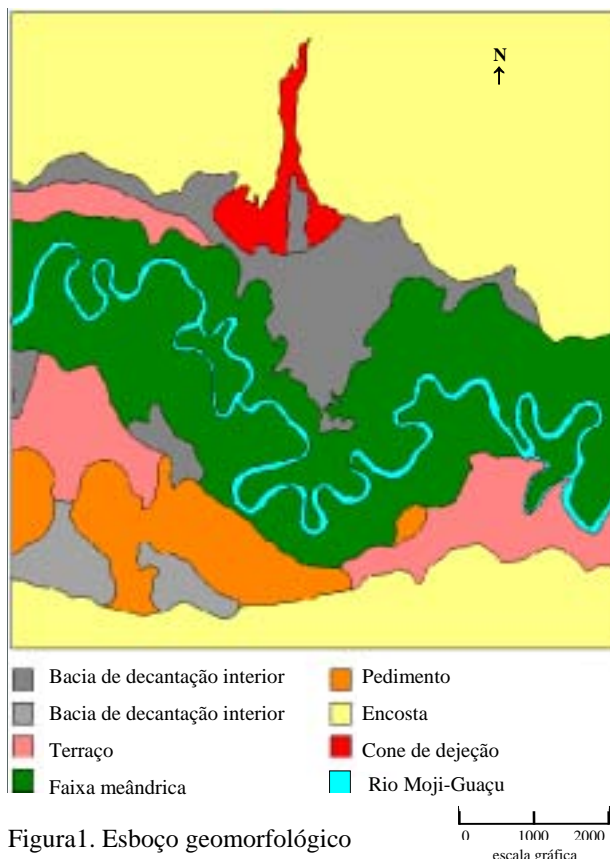 N
↑
Bacia de decantação interior
Pedimento
Bacia de decantação interior
Encosta
Terraço
Cone de dejeção
Faixa meândrica
Rio Moji-Guaçu
Figura1. Esboço geomorfológico
0 1000 2000
escala gráfica